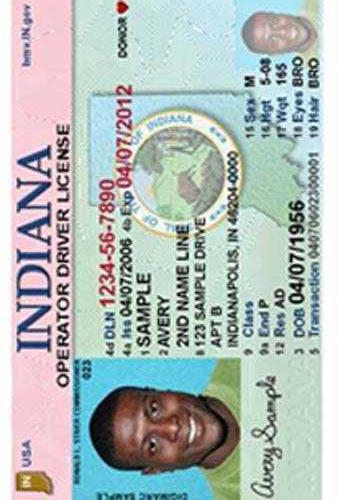 IN USA
INDIANA
bmv.IN.gov
OPERATOR DRIVER LICENSE
RONALD L. STIVER COMMISSIONER
023
DONOR
4d DLN 1234-56-7890
4a Iss 04/07/2006 4b Exp 04/07/2012
1 SAMPLE
2 AVERY
2ND NAME LINE
8 123 SAMPLE DRIVE
APT B
INDIANAPOLIS, IN 46204-0000
9 Class
9a End P
12 Res AD
15 Sex M
16 Hgt 5-08
17 Wgt 165
18 Eyes BRO
19 Hair BRO
3 DOB 04/07/1956
5 Transaction 040706023
OF INDIANA
Avery Sample
DIGIMARC SAMPLE